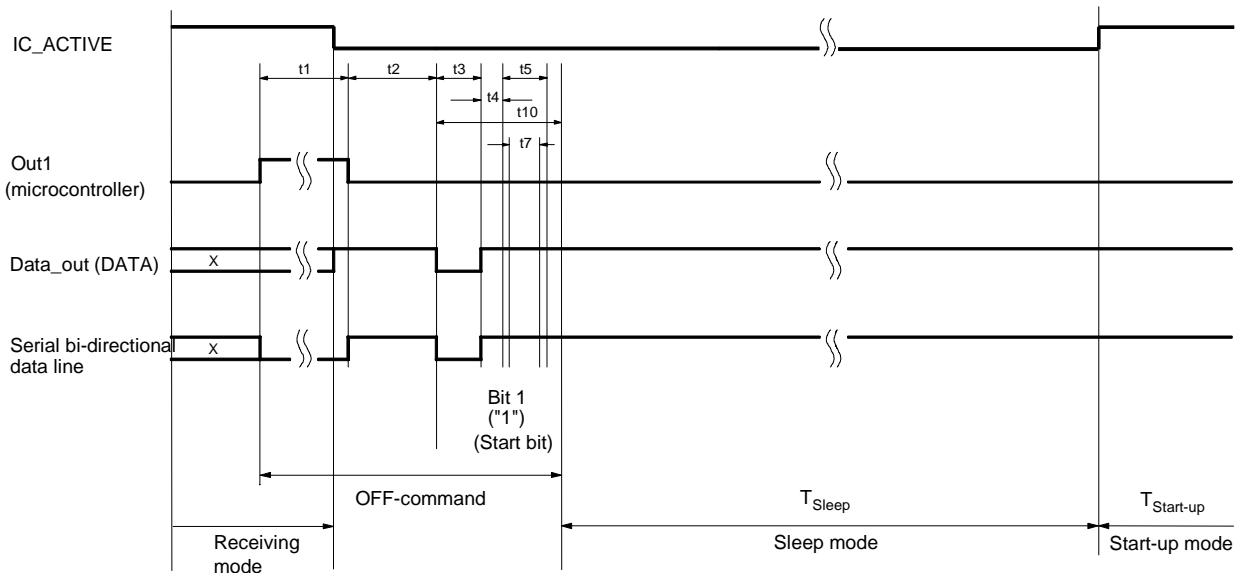 IC_ACTIVE
t1
t2
t3
t5
t4
t10
t7
Out1
(microcontroller)
Data_out (DATA)
X
Serial bi-directional
data line
X
Bit 1
("1")
(Start bit)
OFF-command
TSleep
TStart-up
Receiving
mode
Sleep mode
Start-up mode